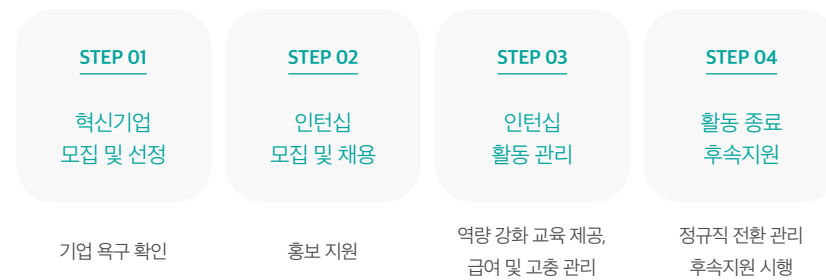 STEP 01
혁신기업
모집 및 선정
기업 욕구 확인
STEP 02
인턴십
모집 및 채용
홍보 지원
STEP 03
인턴십
활동 관리
역량 강화 교육 제공,
급여 및 고충 관리
STEP 04
활동 종료
후속지원
정규직 전환 관리
후속지원 시행